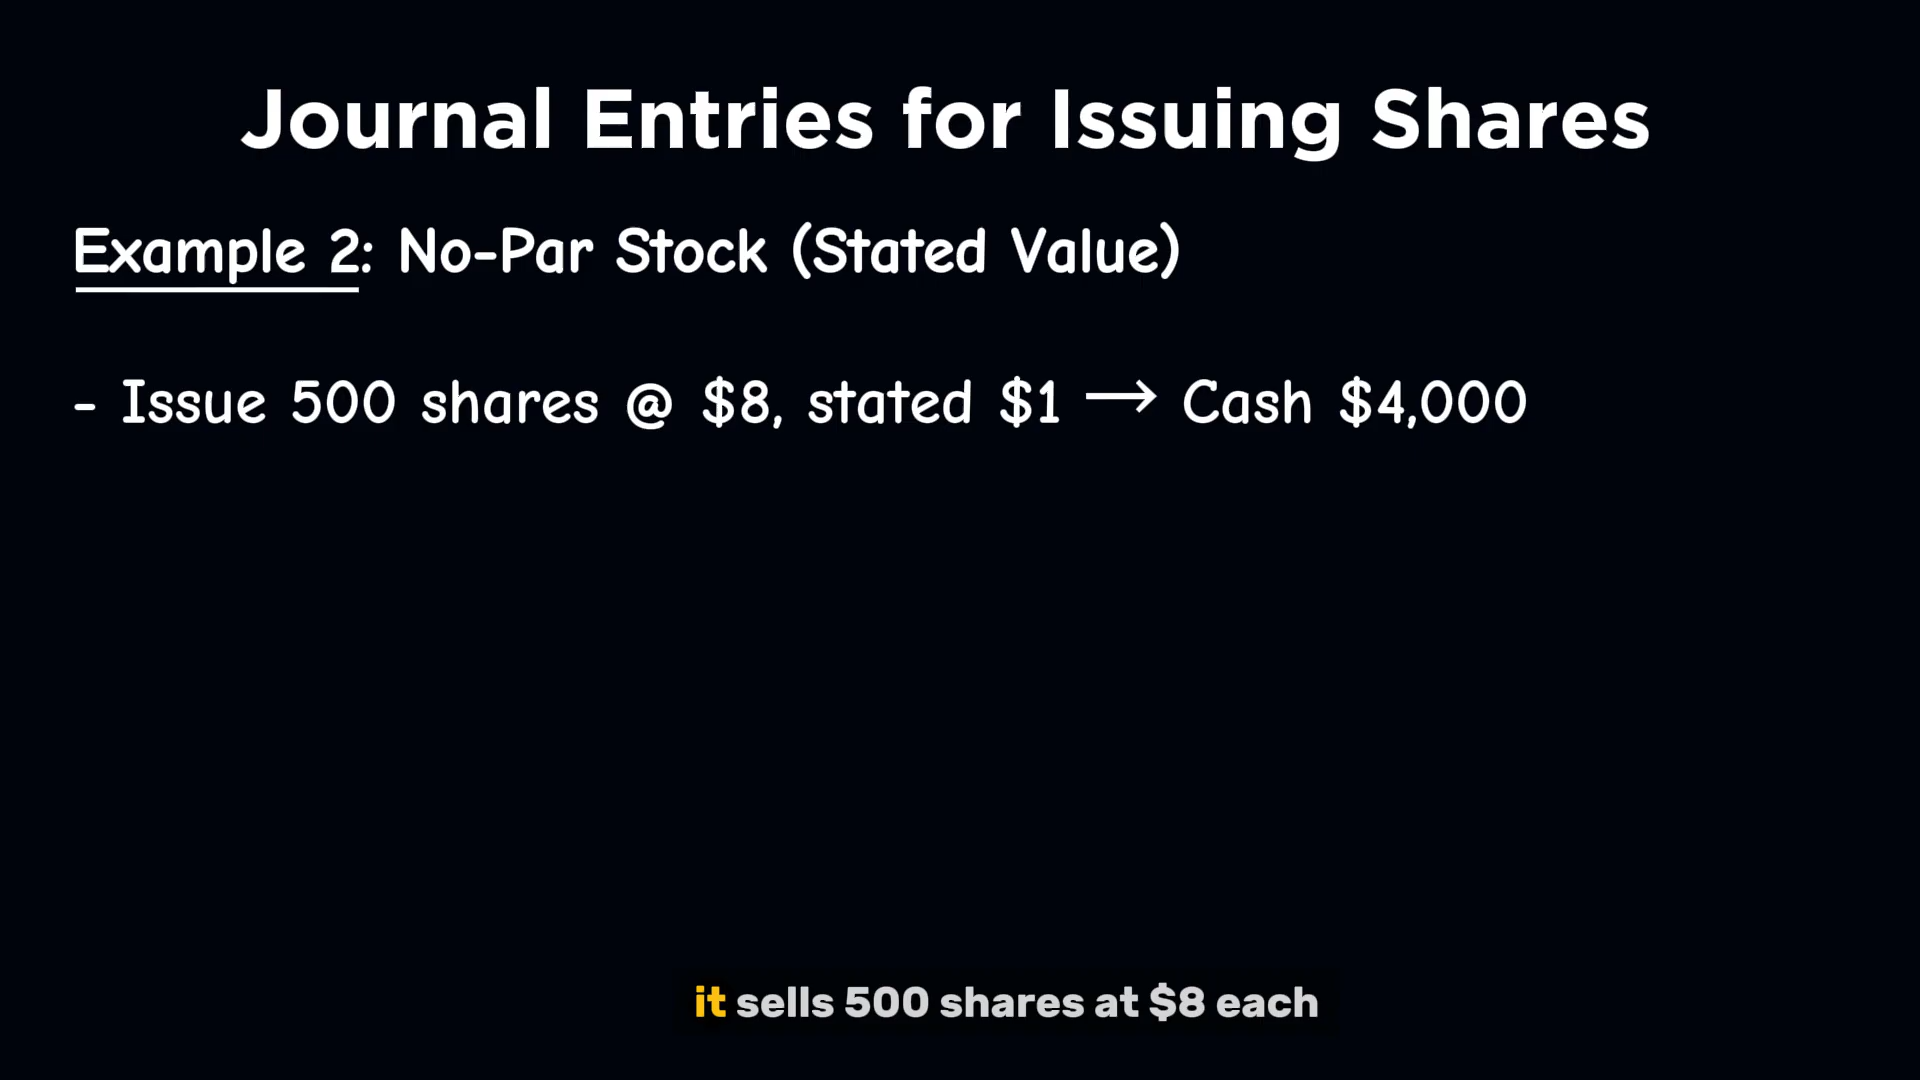 Journal Entries for Issuing Shares
Example 2: No-Par Stock (Stated Value)
- Issue 500 shares @ $8, stated $1 → Cash $4,000
it sells 500 shares at $8 each